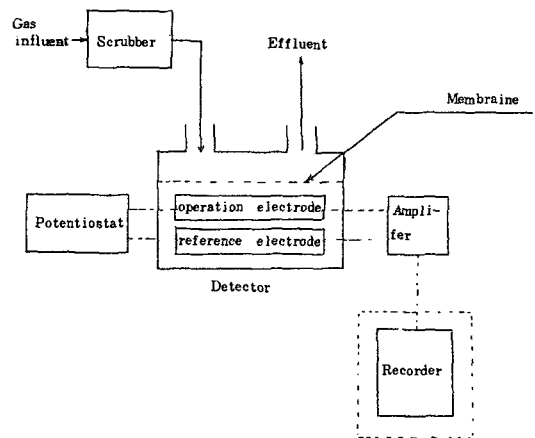 Gas
influent
Scrubber
Effluent
Membraine
operation electrode
Potentiostat
reference electrode
Ampli-
fer
Detector
Recorder